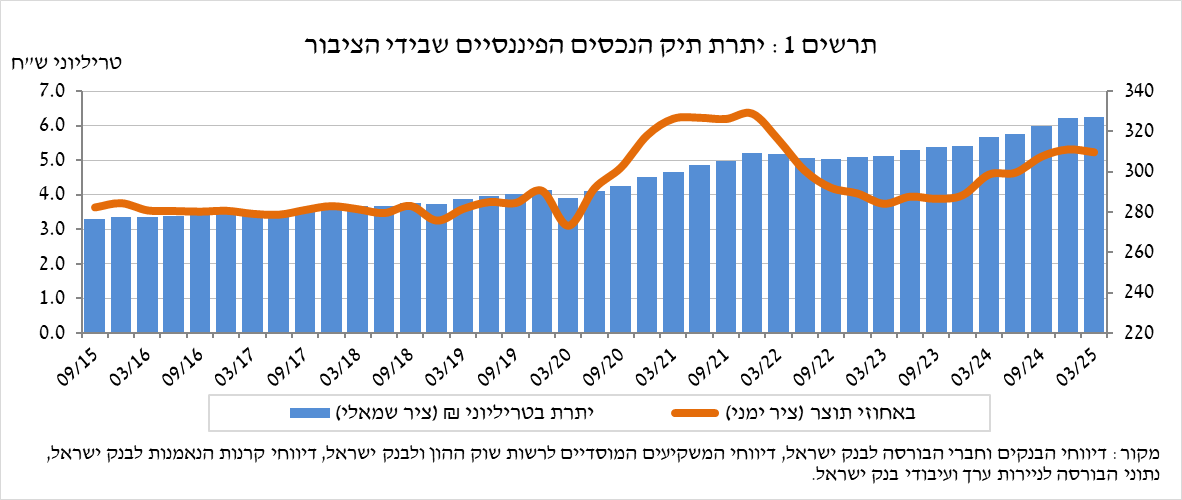 תרשים 1 : יתרת תיק הנכסים הפיננסיים שבידי הציבור
טריליוני ש״ח
7.0
6.0
5.0
4.0
3.0
2.0
1.0
0.0
340
320
300
280
260
240
220
09/15 03/16 09/16 03/17 09/17 03/18 09/18 03/19 09/19 03/20 09/20 03/21 09/21 03/22 09/22 03/23 09/23 03/24 09/24 03/25
יתרת בטריליוני ₪ (ציר שמאלי) באחוזי תוצר (ציר ימני)
מקור : דיווחי הבנקים וחברי הבורסה לבנק ישראל, דיווחי המשקיעים המוסדיים לרשות שוק ההון ולבנק ישראל, דיווחי קרנות הנאמנות לבנק ישראל,
נתוני הבורסה לניירות ערך ועיבודי בנק ישראל.